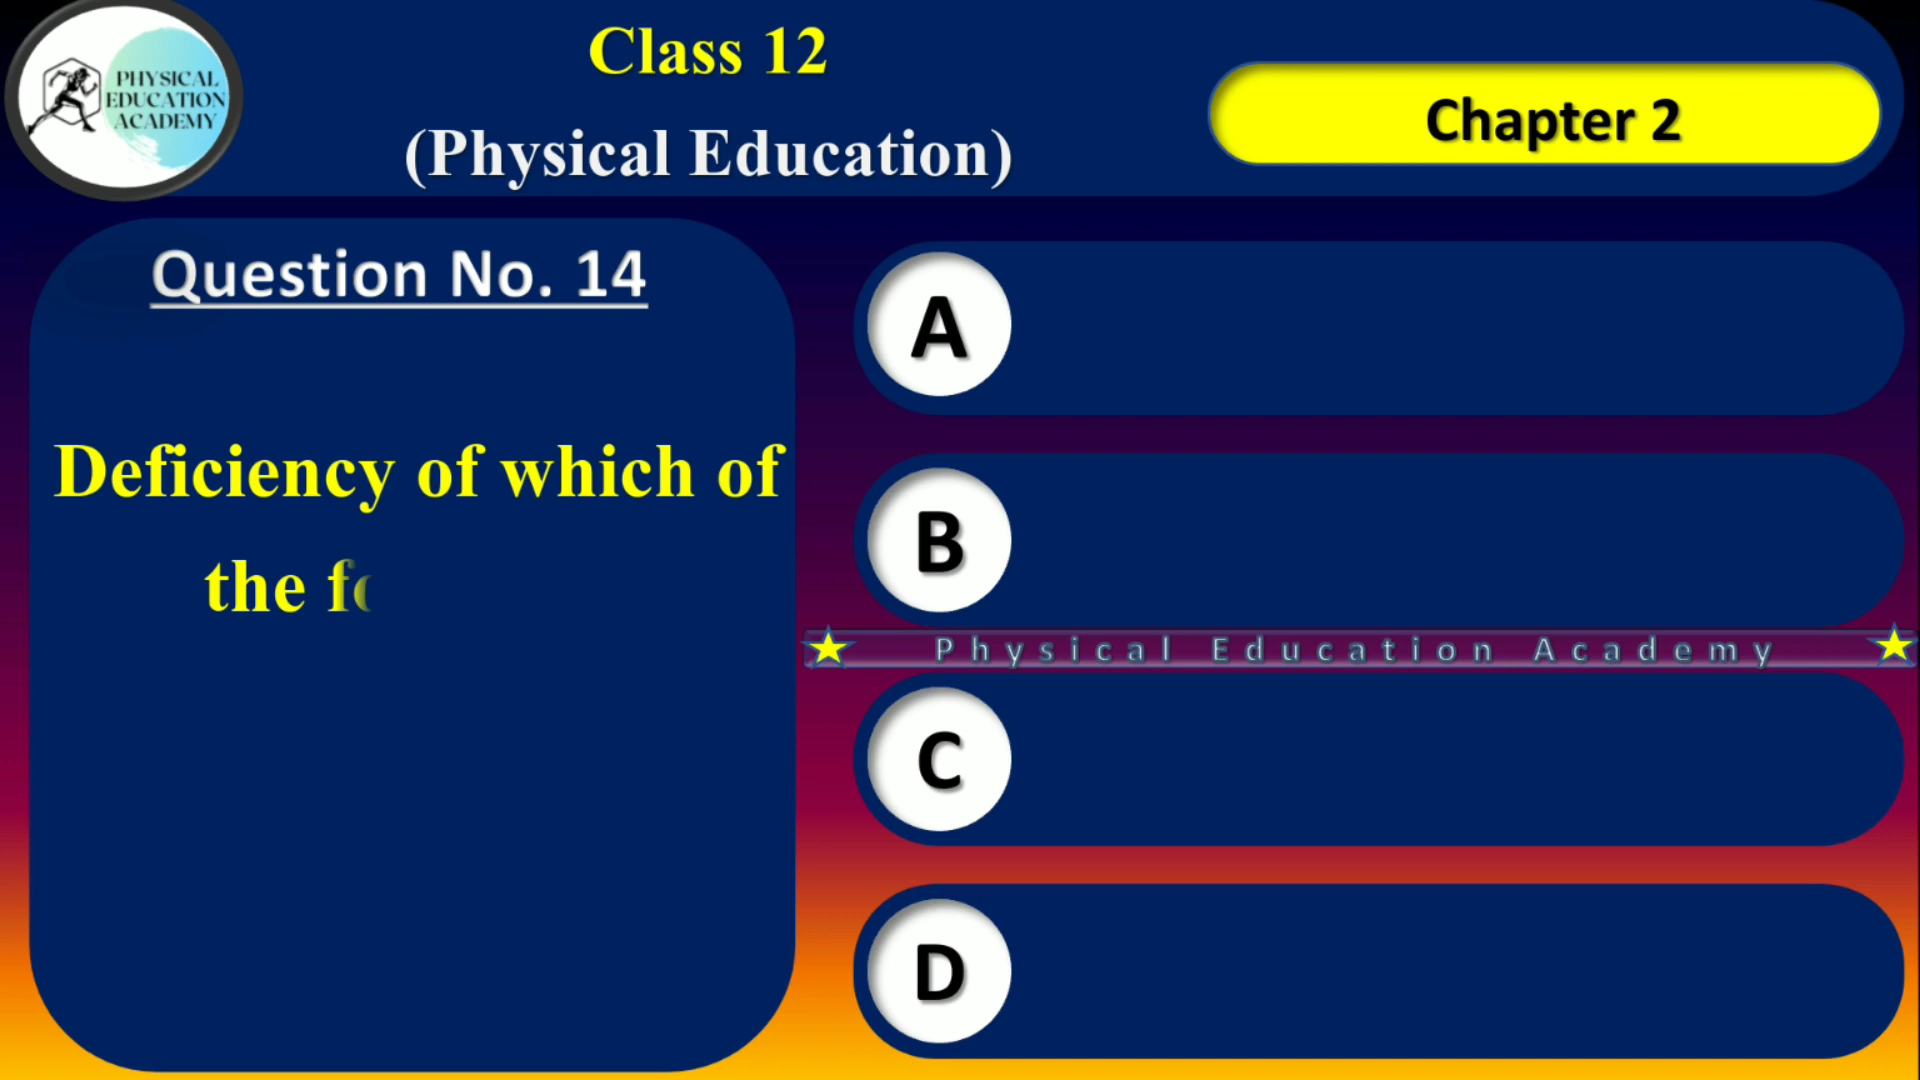 PHYSICAL
EDUCATION
ACADEMY
Class 12
(Physical Education)
Chapter 2
Question No. 14
Deficiency of which of
the
A
B
Physical Education Academy
C
D